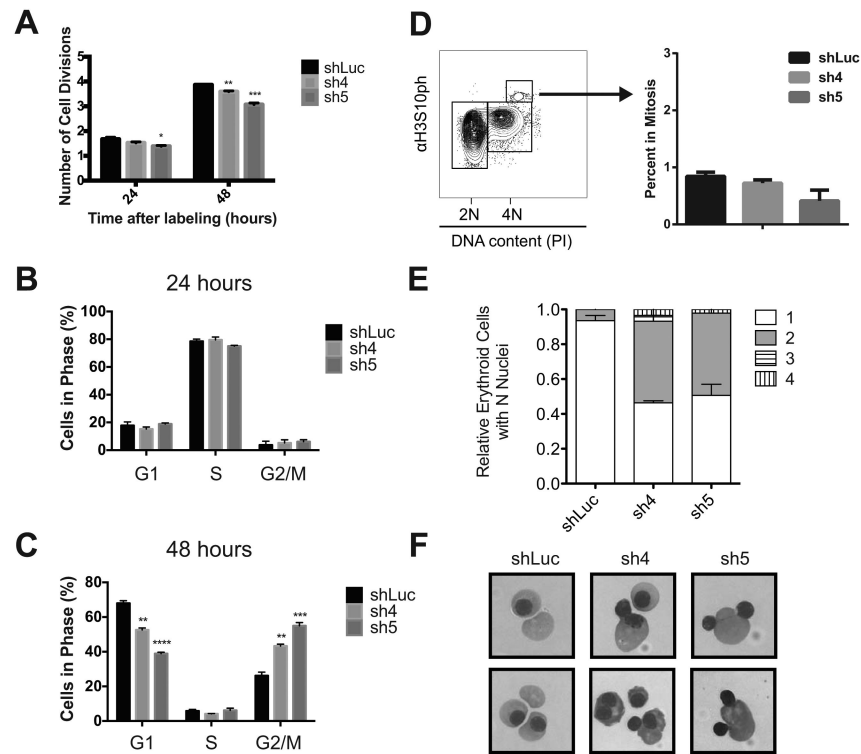 A
Number of Cell Divisions
5
4
3
2
1
0
**
***
*
24
48
Time after labeling (hours)
shLuc
sh4
sh5
B
24 hours
Cells in Phase (%)
100
80
60
40
20
0
G1
S
G2/M
shLuc
sh4
sh5
C
48 hours
Cells in Phase (%)
80
60
40
20
0
**
****
**
***
G1
S
G2/M
shLuc
sh4
sh5
D
αH3S10ph
2N
4N
DNA content (PI)
Percent in Mitosis
3
2
1
0
shLuc
sh4
sh5
E
Relative Erythroid Cells
with N Nuclei
1.0
0.8
0.6
0.4
0.2
0.0
shLuc
sh4
sh5
1
2
3
4
F
shLuc
sh4
sh5